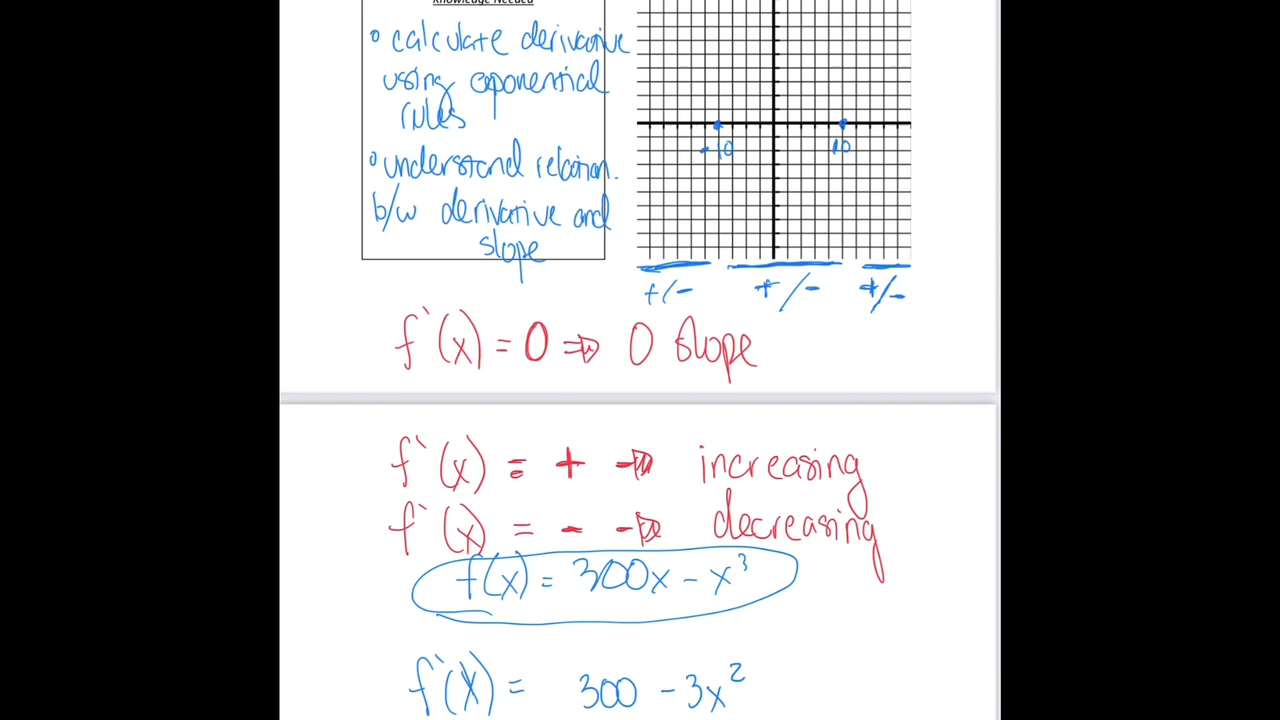 Knowledge Needed
° calculate derivative
using exponential
rules
° understand relation.
b/w derivative and
slope
-10
10
+/-
+/-
+/-
f`(x) = 0 ⇒ 0 slope
f`(x) = + → increasing
f`(x) = - → decreasing
f(x) = 300x - x³
f`(x) = 300 - 3x²